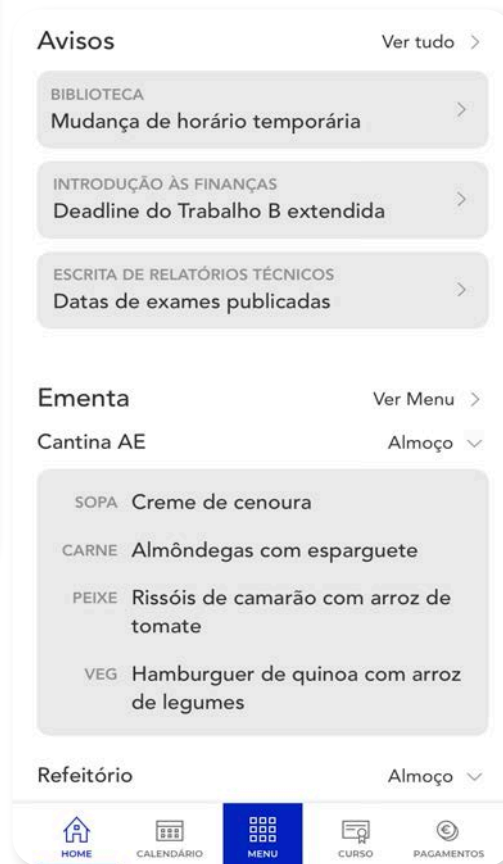 Avisos
Ver tudo >
BIBLIOTECA
Mudança de horário temporária
INTRODUÇÃO ÀS FINANÇAS
Deadline do Trabalho B extendida
ESCRITA DE RELATÓRIOS TÉCNICOS
Datas de exames publicadas
Ementa
Ver Menu >
Cantina AE
Almoço
SOPA Creme de cenoura
CARNE Almôndegas com esparguete
PEIXE Rissóis de camarão com arroz de
tomate
VEG Hamburguer de quinoa com arroz
de legumes
Refeitório
Almoço
HOME
CALENDÁRIO
MENU
CURSO
PAGAMENTOS